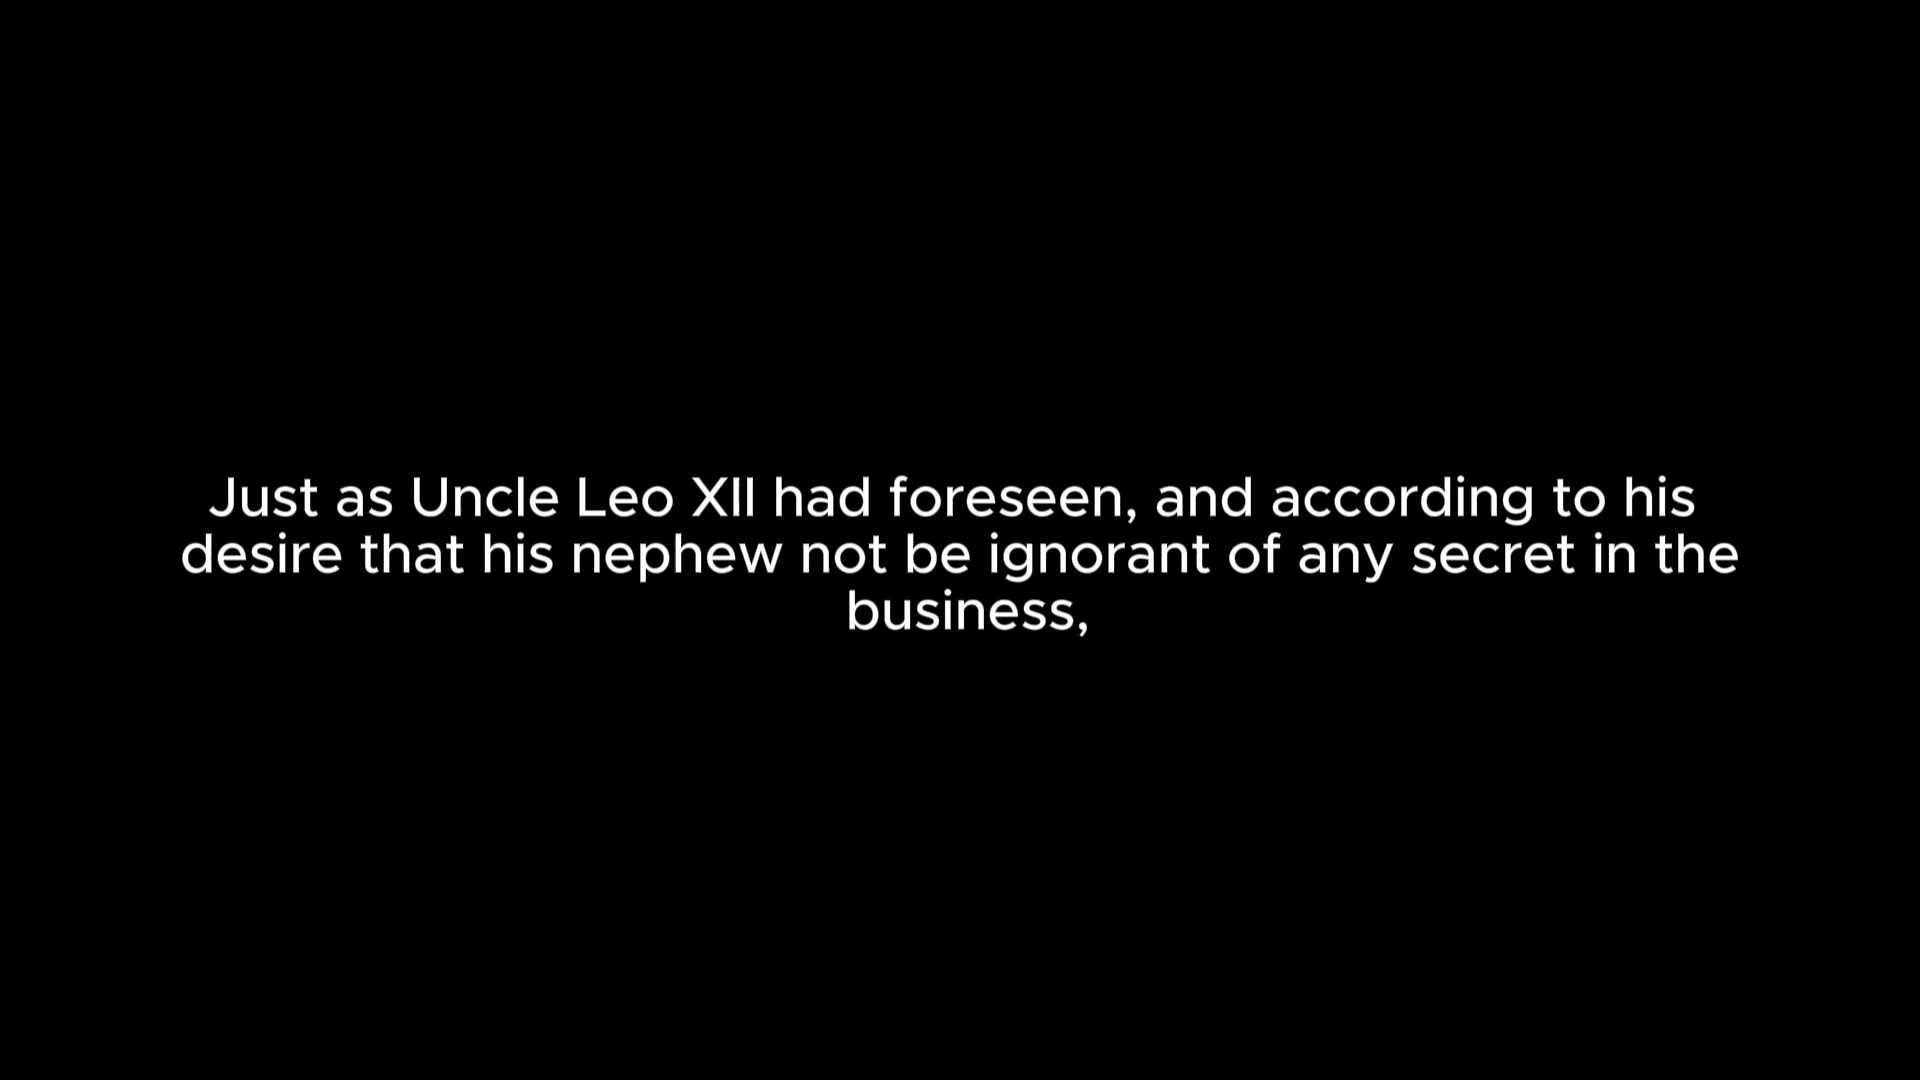 Just as Uncle Leo XII had foreseen, and according to his
desire that his nephew not be ignorant of any secret in the
business,